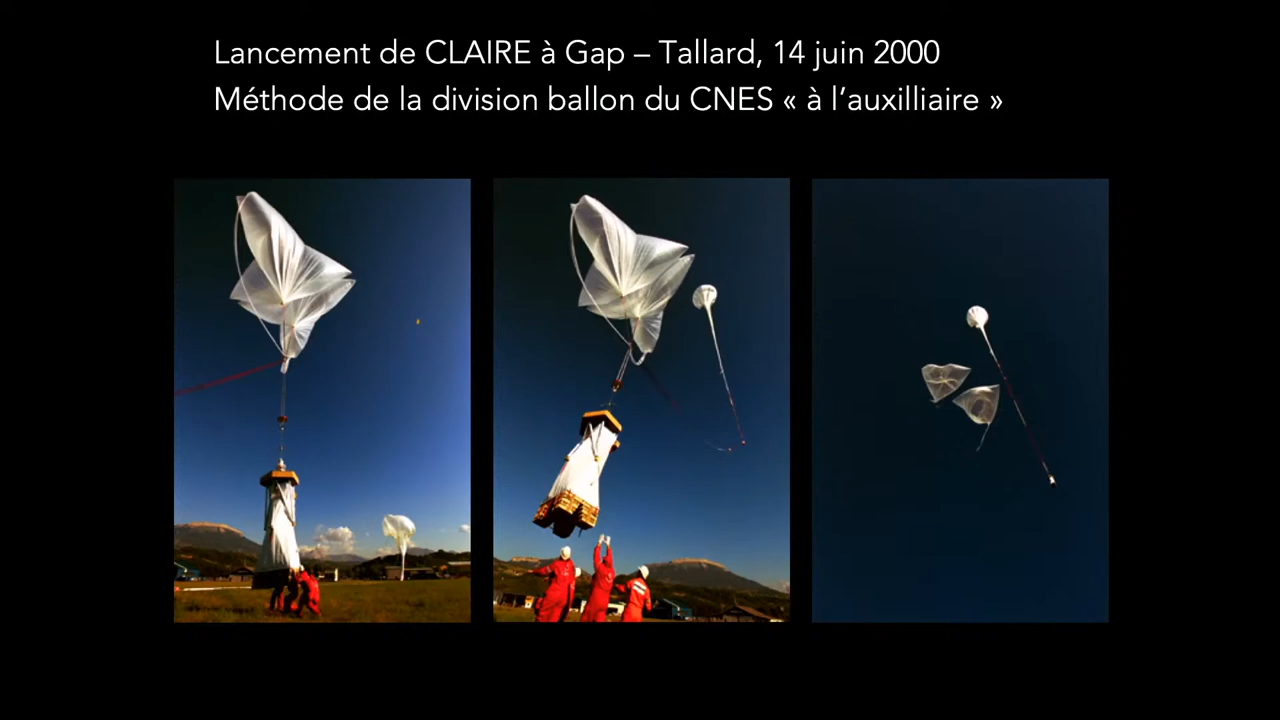 Lancement de CLAIRE à Gap – Tallard, 14 juin 2000
Méthode de la division ballon du CNES « à l’auxilliaire »